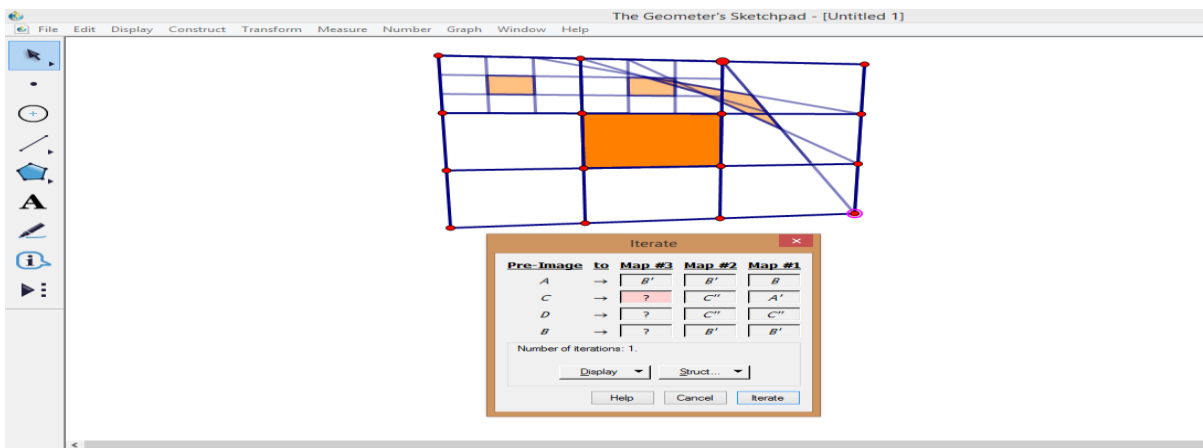 The Geometer's Sketchpad - [Untitled 1]
File Edit Display Construct Transform Measure Number Graph Window Help
A
Iterate
Pre-Image to Map #3 Map #2 Map #1
A → B' B' B
C → ? C'' A'
D → ? C'' C''
B → ? B' B'
Number of iterations: 1.
Display Struct...
Help Cancel Iterate